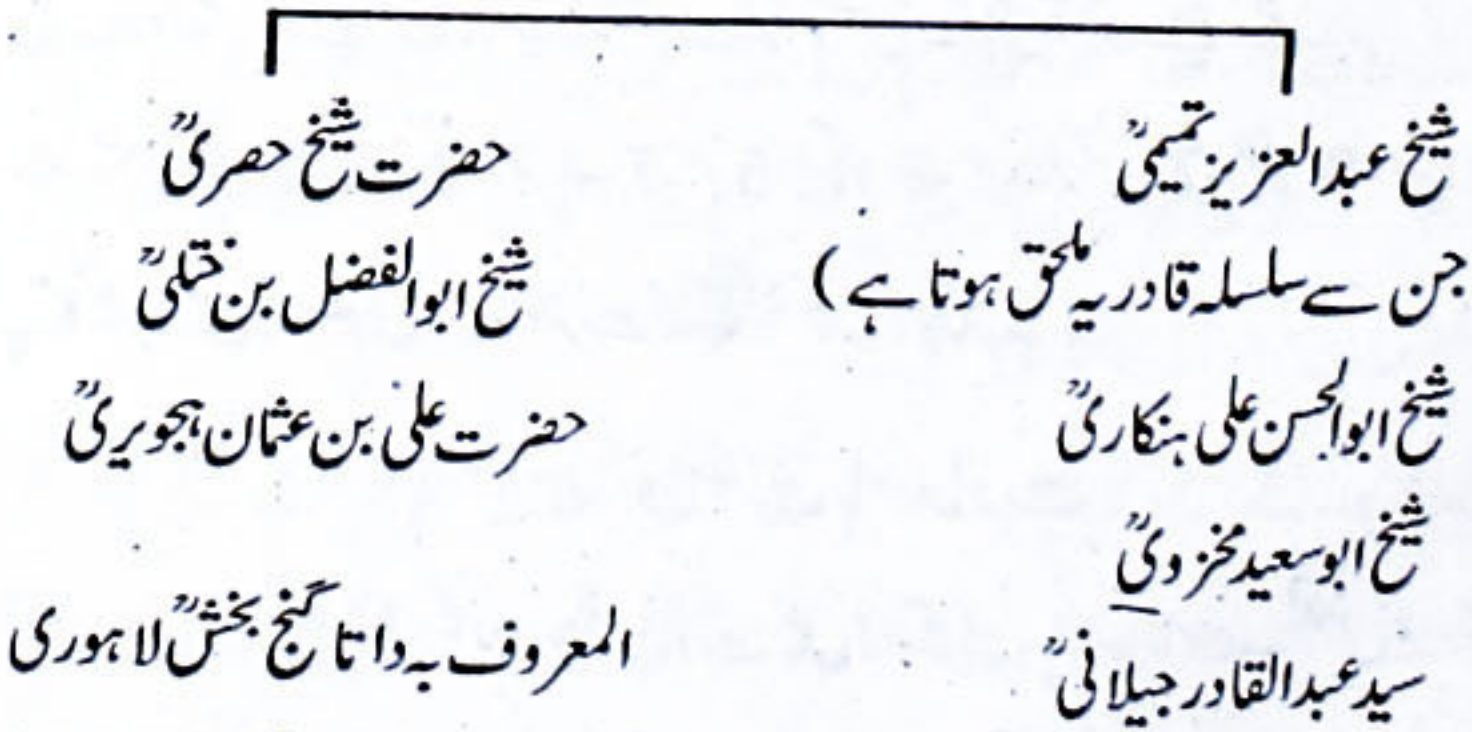 شیخ عبدالعزیز تمیمیؒ
جن سے سلسلہ قادریہ ملحق ہوتا ہے)
شیخ ابوالحسن علی ہنکاریؒ
شیخ ابوسعید مخزویؒ
سید عبدالقادر جیلانیؒ
حضرت شیخ حصریؒ
شیخ ابوالفضل بن ختلیؒ
حضرت علی بن عثمان ہجویریؒ
المعروف بہ داتا گنج بخشؒ لاہوری